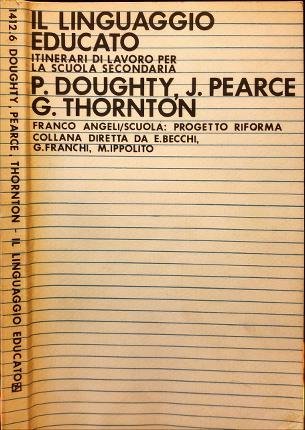 IL LINGUAGGIO
EDUCATO
ITINERARI DI LAVORO PER
LA SCUOLA SECONDARIA
P. DOUGHTY, J. PEARCE
G. THORNTON
FRANCO ANGELI/SCUOLA: PROGETTO RIFORMA
COLLANA DIRETTA DA E.BECCHI,
G.FRANCHI, M.IPPOLITO
412.6 DOUGHTY, PEARCE, THORNTON - IL LINGUAGGIO EDUCATO